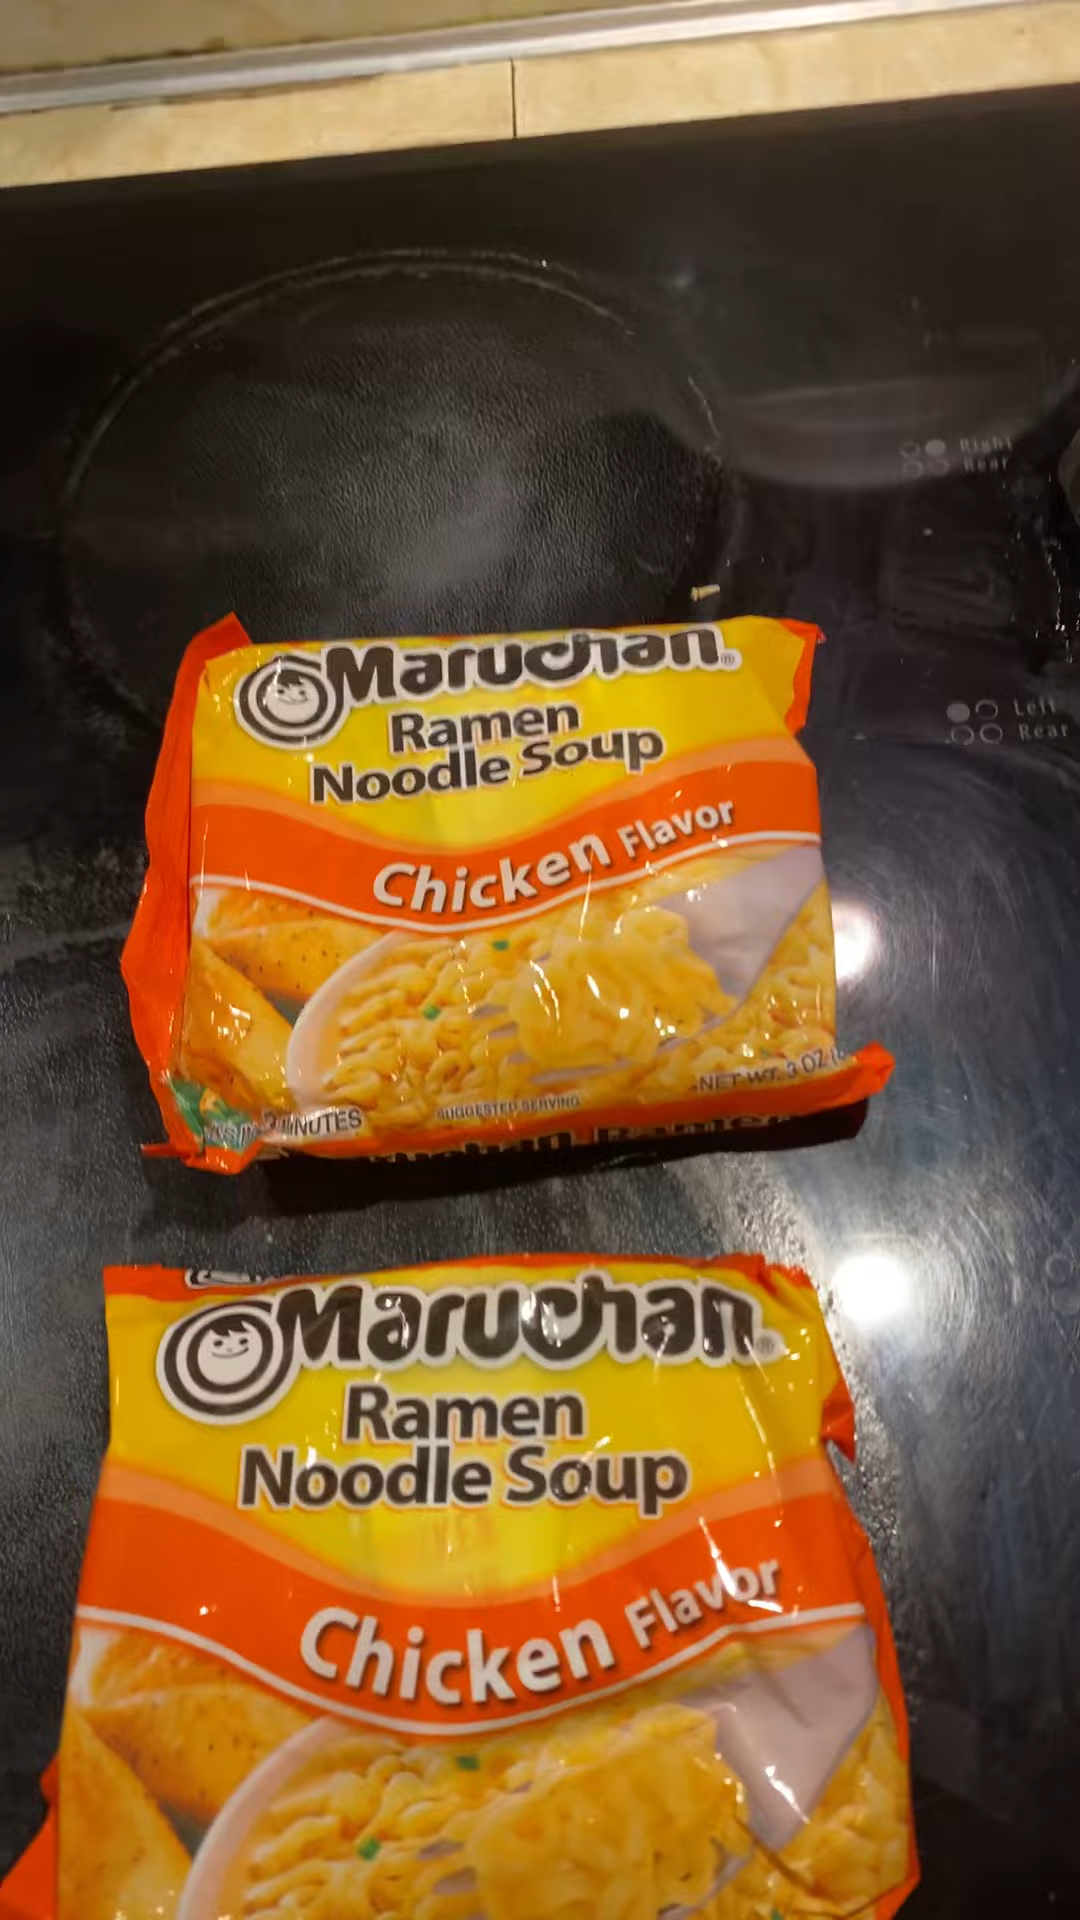 Right
Rear
Left
Rear
Maruchan®
Ramen
Noodle Soup
Chicken Flavor
NET WT. 3 OZ
SUGGESTED SERVING
MINUTES
Maruchan®
Ramen
Noodle Soup
Chicken Flavor